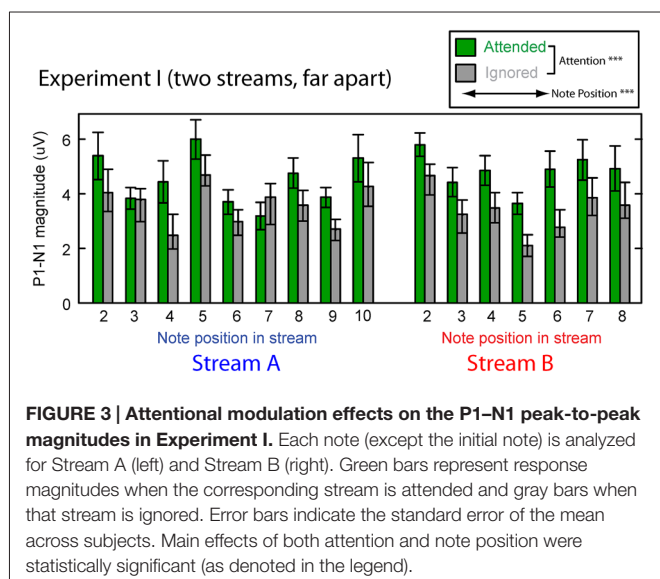 Attended
Ignored
Attention ***
Note Position ***
Experiment I (two streams, far apart)
P1-N1 magnitude (uV)
6
4
2
0
2 3 4 5 6 7 8 9 10
2 3 4 5 6 7 8
Note position in stream
Note position in stream
Stream A
Stream B
FIGURE 3 | Attentional modulation effects on the P1–N1 peak-to-peak
magnitudes in Experiment I. Each note (except the initial note) is analyzed
for Stream A (left) and Stream B (right). Green bars represent response
magnitudes when the corresponding stream is attended and gray bars when
that stream is ignored. Error bars indicate the standard error of the mean
across subjects. Main effects of both attention and note position were
statistically significant (as denoted in the legend).